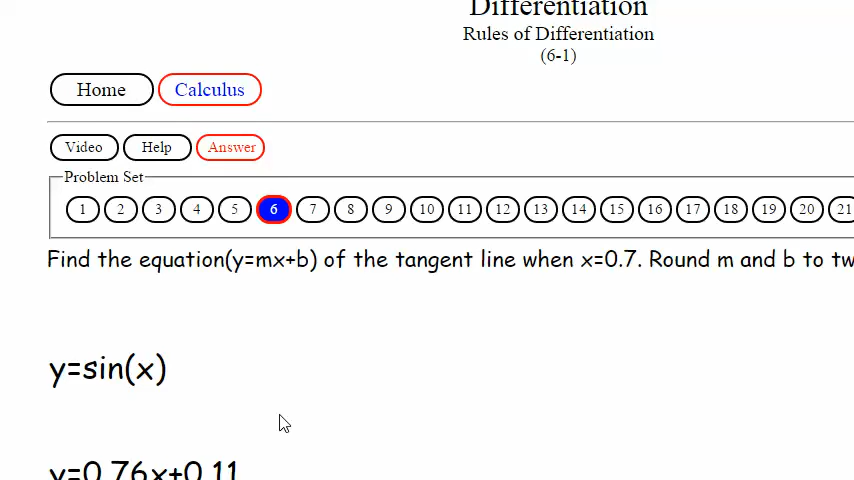 Differentiation
Rules of Differentiation
(6-1)
Home Calculus
Video Help Answer
Problem Set
1 2 3 4 5 6 7 8 9 10 11 12 13 14 15 16 17 18 19 20 21
Find the equation(y=mx+b) of the tangent line when x=0.7. Round m and b to tw
y=sin(x)
y=0.76x+0.11